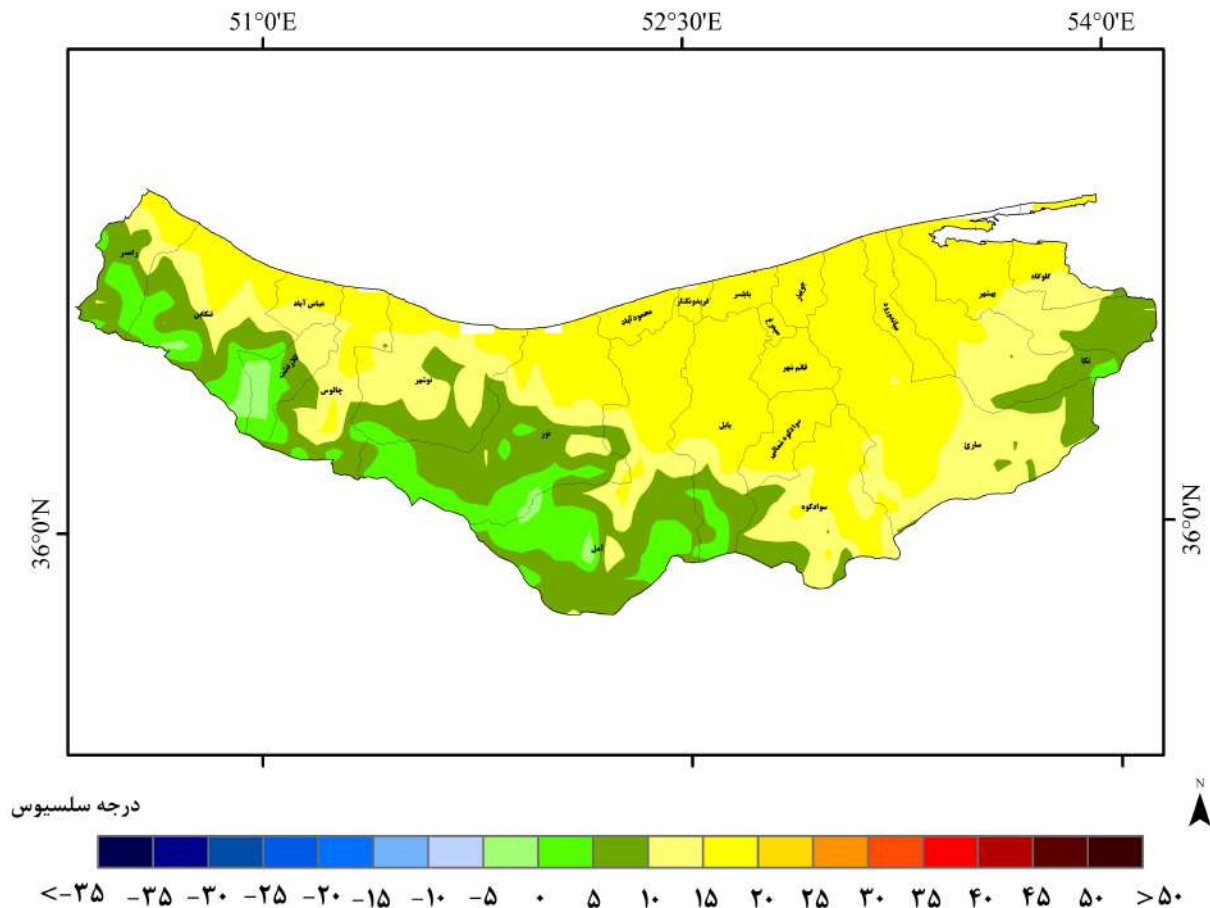 51°0'E 52°30'E 54°0'E
رامسر
گلوگاه
بهشهر
تنکابن
عباس آباد
فریدونکنار
بابلسر
جویبار
محمودآباد
سیمرغ
میاندورود
نکا
کلاردشت
چالوس
نوشهر
قائم شهر
نور
بابل
سوادکوه شمالی
ساری
سوادکوه
آمل
36°0'N 36°0'N
درجه سلسیوس
N
<-۳۵ -۳۵ -۳۰ -۲۵ -۲۰ -۱۵ -۱۰ -۵ ۰ ۵ ۱۰ ۱۵ ۲۰ ۲۵ ۳۰ ۳۵ ۴۰ ۴۵ ۵۰ >۵۰